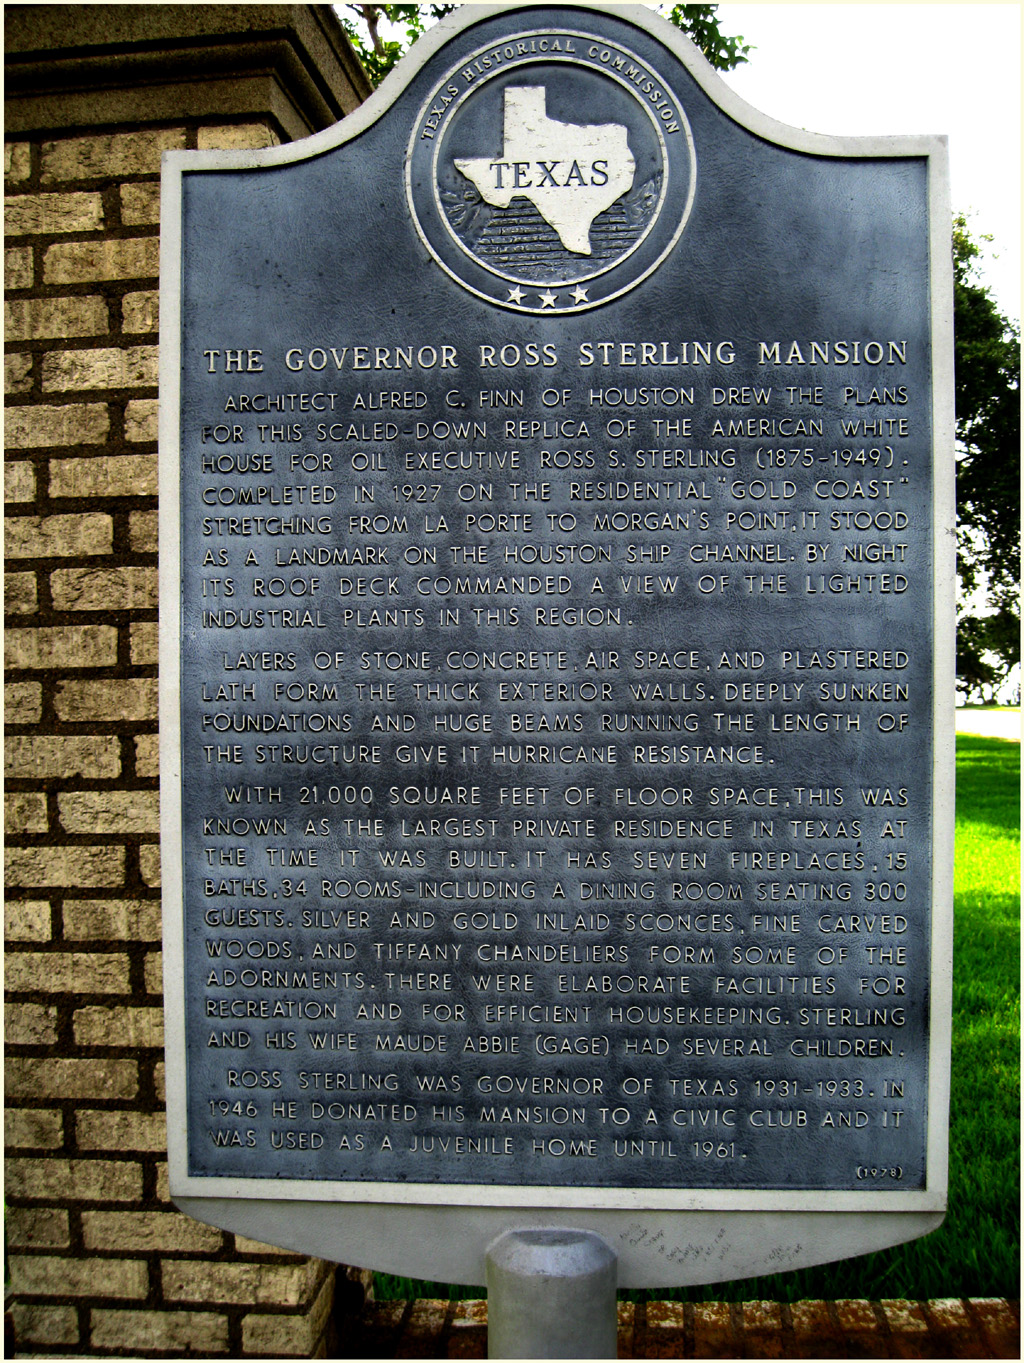 TEXAS HISTORICAL COMMISSION
TEXAS
THE GOVERNOR ROSS STERLING MANSION
ARCHITECT ALFRED C. FINN OF HOUSTON DREW THE PLANS
FOR THIS SCALED-DOWN REPLICA OF THE AMERICAN WHITE
HOUSE FOR OIL EXECUTIVE ROSS S. STERLING (1875-1949).
COMPLETED IN 1927 ON THE RESIDENTIAL "GOLD COAST"
STRETCHING FROM LA PORTE TO MORGAN'S POINT, IT STOOD
AS A LANDMARK ON THE HOUSTON SHIP CHANNEL. BY NIGHT
ITS ROOF DECK COMMANDED A VIEW OF THE LIGHTED
INDUSTRIAL PLANTS IN THIS REGION.
LAYERS OF STONE, CONCRETE, AIR SPACE, AND PLASTERED
LATH FORM THE THICK EXTERIOR WALLS. DEEPLY SUNKEN
FOUNDATIONS AND HUGE BEAMS RUNNING THE LENGTH OF
THE STRUCTURE GIVE IT HURRICANE RESISTANCE.
WITH 21,000 SQUARE FEET OF FLOOR SPACE, THIS WAS
KNOWN AS THE LARGEST PRIVATE RESIDENCE IN TEXAS AT
THE TIME IT WAS BUILT. IT HAS SEVEN FIREPLACES, 15
BATHS, 34 ROOMS-INCLUDING A DINING ROOM SEATING 300
GUESTS. SILVER AND GOLD INLAID SCONCES, FINE CARVED
WOODS, AND TIFFANY CHANDELIERS FORM SOME OF THE
ADORNMENTS. THERE WERE ELABORATE FACILITIES FOR
RECREATION AND FOR EFFICIENT HOUSEKEEPING. STERLING
AND HIS WIFE MAUDE ABBIE (GAGE) HAD SEVERAL CHILDREN.
ROSS STERLING WAS GOVERNOR OF TEXAS 1931-1933. IN
1946 HE DONATED HIS MANSION TO A CIVIC CLUB AND IT
WAS USED AS A JUVENILE HOME UNTIL 1961.
(1978)